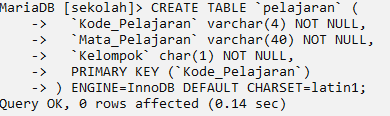 MariaDB [sekolah]> CREATE TABLE `pelajaran` (
    ->   `Kode_Pelajaran` varchar(4) NOT NULL,
    ->   `Mata_Pelajaran` varchar(40) NOT NULL,
    ->   `Kelompok` char(1) NOT NULL,
    ->   PRIMARY KEY (`Kode_Pelajaran`)
    -> ) ENGINE=InnoDB DEFAULT CHARSET=latin1;
Query OK, 0 rows affected (0.14 sec)